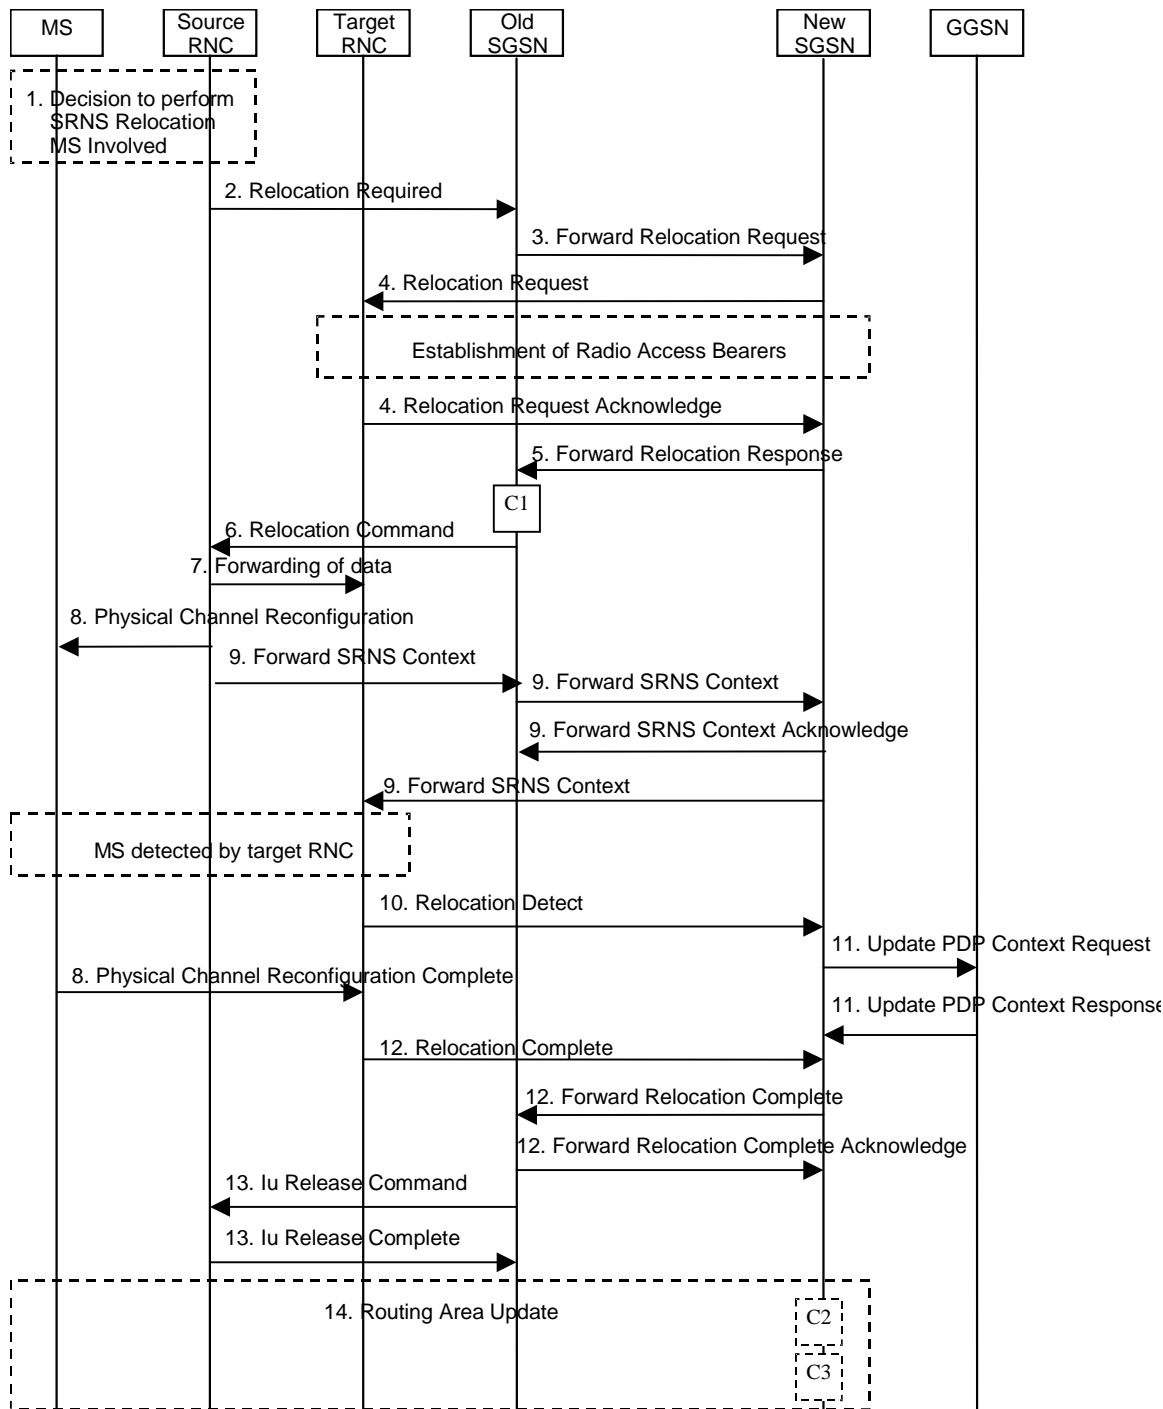 MS
Source
RNC
Target
RNC
Old
SGSN
New
SGSN
GGSN
1. Decision to perform
SRNS Relocation
MS Involved
2. Relocation Required
3. Forward Relocation Request
4. Relocation Request
Establishment of Radio Access Bearers
4. Relocation Request Acknowledge
5. Forward Relocation Response
C1
6. Relocation Command
7. Forwarding of data
8. Physical Channel Reconfiguration
9. Forward SRNS Context
9. Forward SRNS Context
9. Forward SRNS Context Acknowledge
9. Forward SRNS Context
MS detected by target RNC
10. Relocation Detect
11. Update PDP Context Request
8. Physical Channel Reconfiguration Complete
11. Update PDP Context Response
12. Relocation Complete
12. Forward Relocation Complete
12. Forward Relocation Complete Acknowledge
13. Iu Release Command
13. Iu Release Complete
14. Routing Area Update
C2
C3